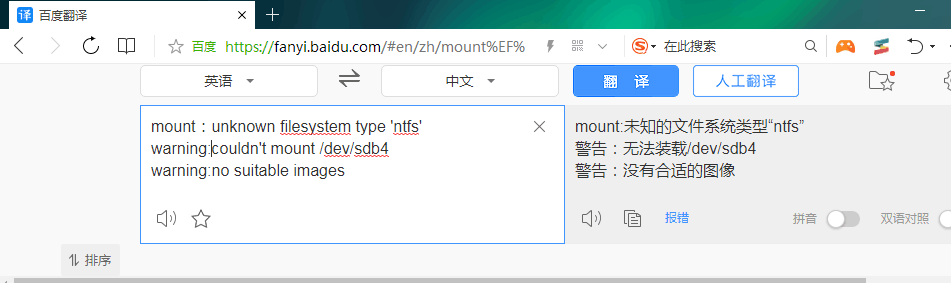 百度翻译
百度 https://fanyi.baidu.com/#en/zh/mount%EF% 在此搜索
英语 中文 翻 译 人工翻译
mount：unknown filesystem type 'ntfs'
warning:couldn't mount /dev/sdb4
warning:no suitable images
mount:未知的文件系统类型“ntfs”
警告：无法装载/dev/sdb4
警告：没有合适的图像
报错 拼音 双语对照
排序